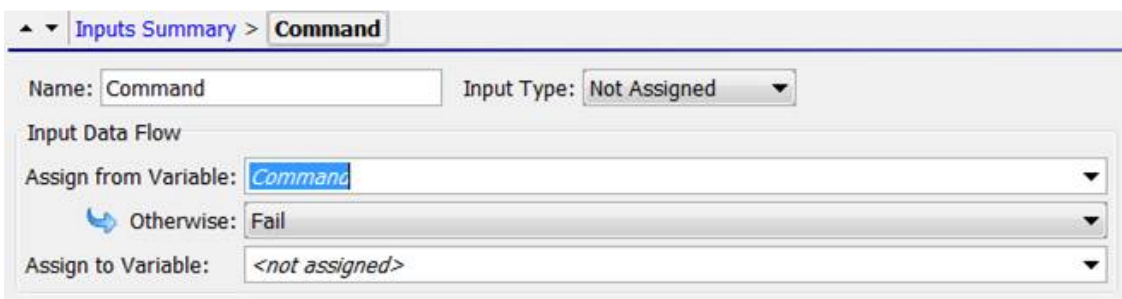 Inputs Summary > Command
Name: Command Input Type: Not Assigned
Input Data Flow
Assign from Variable: Command
Otherwise: Fail
Assign to Variable: <not assigned>